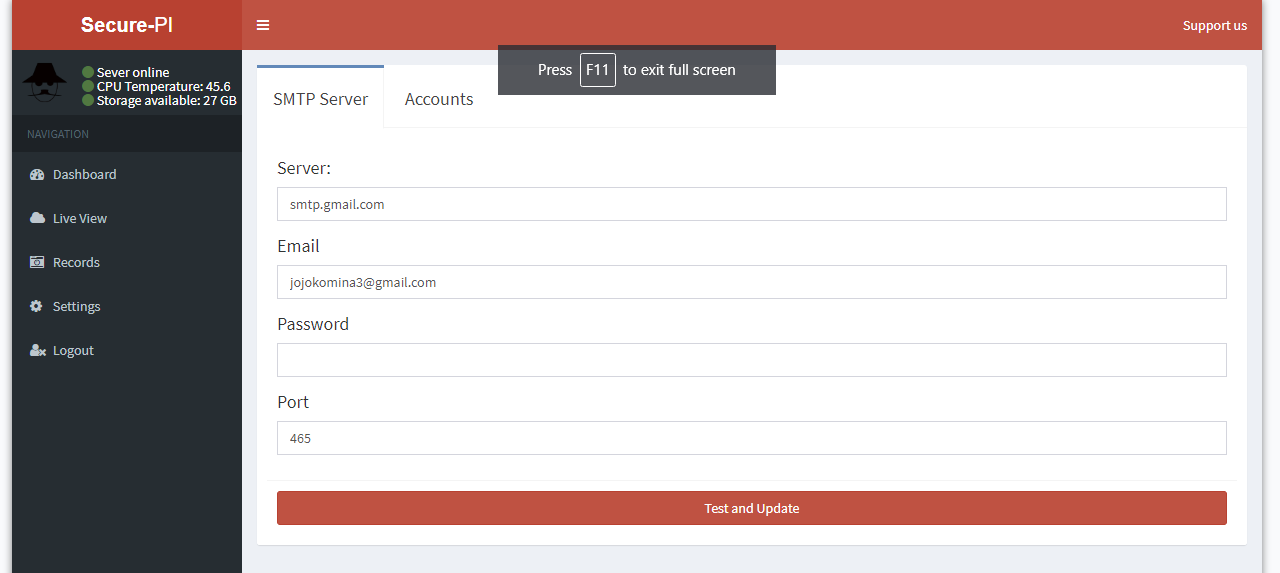 Secure-PI
Support us
Press F11 to exit full screen
Sever online
CPU Temperature: 45.6
Storage available: 27 GB
NAVIGATION
Dashboard
Live View
Records
Settings
Logout
SMTP Server
Accounts
Server:
smtp.gmail.com
Email
jojokomina3@gmail.com
Password
Port
465
Test and Update